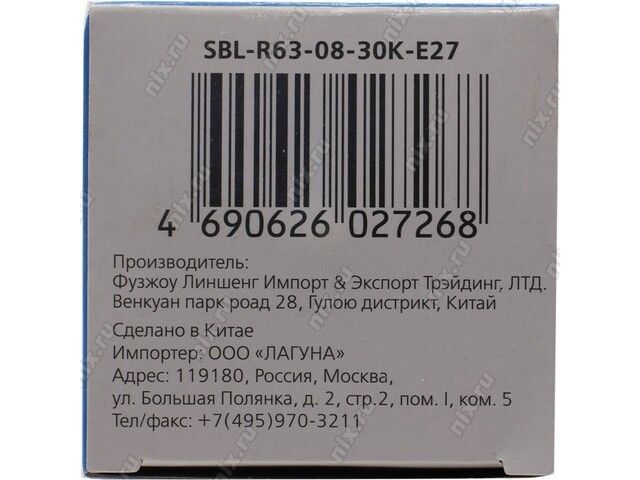 SBL-R63-08-30K-E27
4 690626 027268
Производитель:
Фузжоу Линшенг Импорт & Экспорт Трэйдинг, ЛТД.
Венкуан парк роад 28, Гулою дистрикт, Китай
Сделано в Китае
Импортер: ООО «ЛАГУНА»
Адрес: 119180, Россия, Москва,
ул. Большая Полянка, д. 2, стр.2, пом. I, ком. 5
Тел/факс: +7(495)970-3211